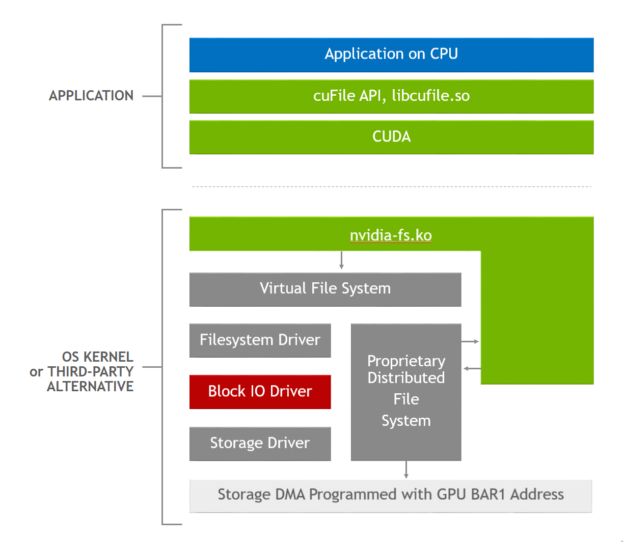 APPLICATION
Application on CPU
cuFile API, libcufile.so
CUDA
OS KERNEL
or THIRD-PARTY
ALTERNATIVE
nvidia-fs.ko
Virtual File System
Filesystem Driver
Block IO Driver
Storage Driver
Proprietary
Distributed
File
System
Storage DMA Programmed with GPU BAR1 Address